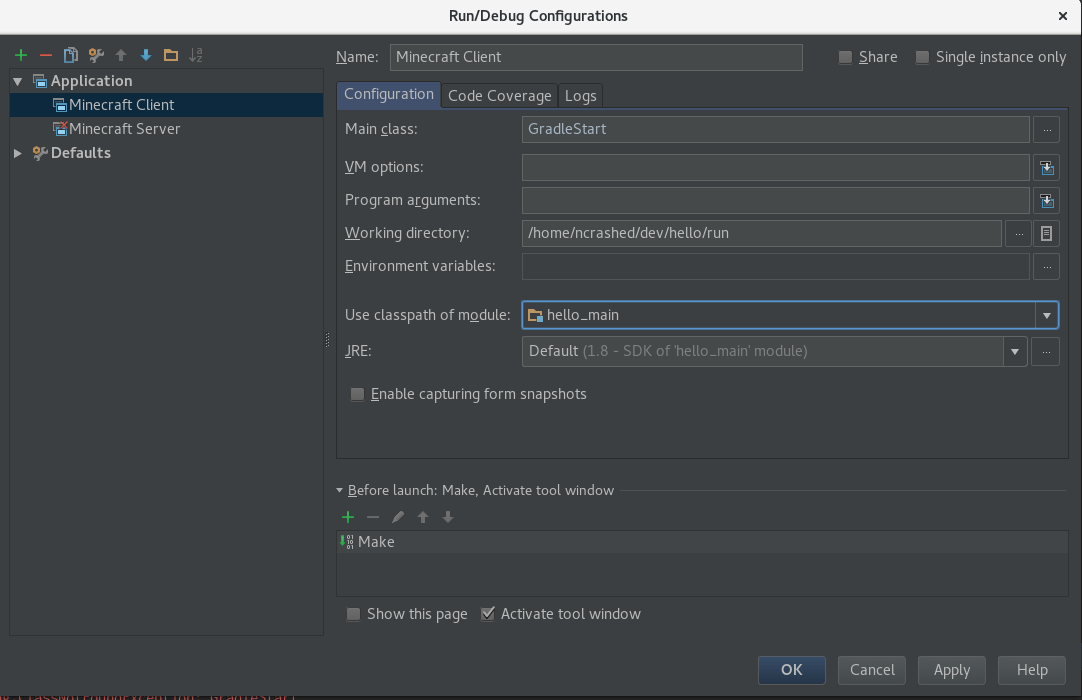 Run/Debug Configurations
Name: Minecraft Client Share Single instance only
Application
Minecraft Client
Minecraft Server
Defaults
Configuration Code Coverage Logs
Main class: GradleStart ...
VM options:
Program arguments:
Working directory: /home/ncrashed/dev/hello/run ...
Environment variables: ...
Use classpath of module: hello_main
JRE: Default (1.8 - SDK of 'hello_main' module) ...
Enable capturing form snapshots
Before launch: Make, Activate tool window
Make
Show this page Activate tool window
OK Cancel Apply Help
ClassNotFoundException: GradleStart